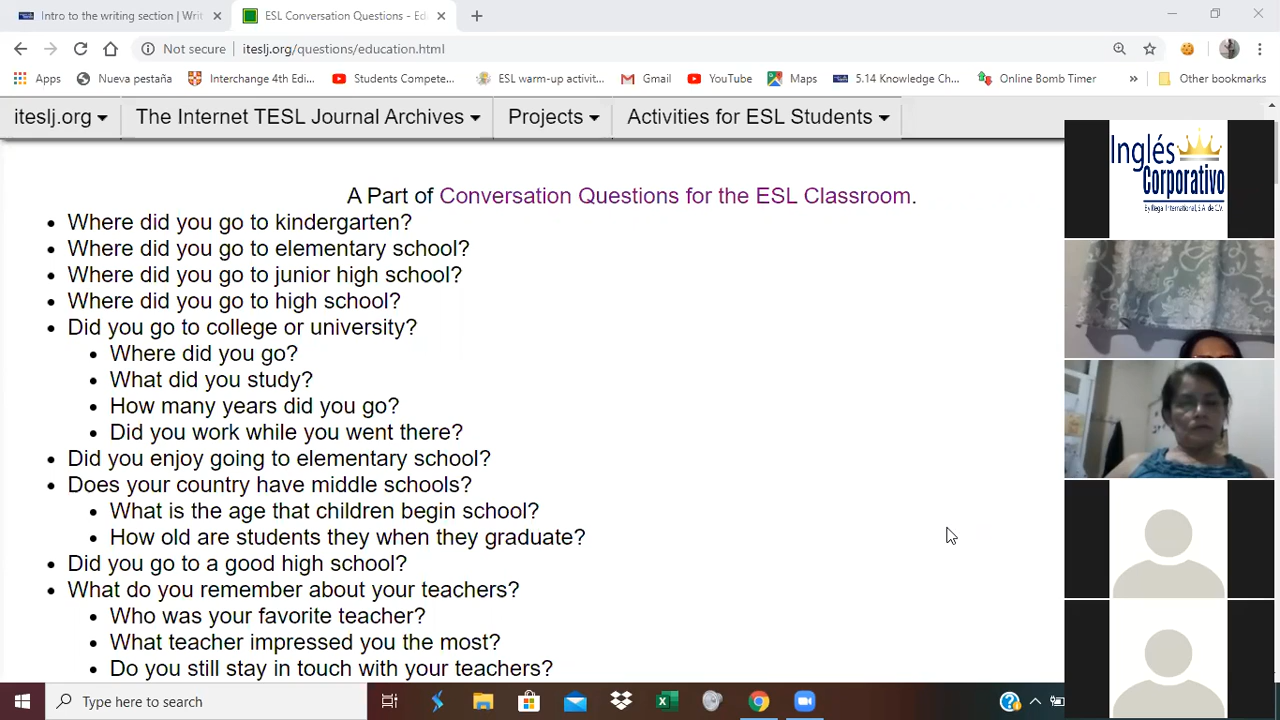 Intro to the writing section | Writ
ESL Conversation Questions - Edu
Not secure | iteslj.org/questions/education.html
Apps
Nueva pestaña
Interchange 4th Edi...
Students Compete...
ESL warm-up activit...
Gmail
YouTube
Maps
5.14 Knowledge Ch...
Online Bomb Timer
»
Other bookmarks
iteslj.org
The Internet TESL Journal Archives
Projects
Activities for ESL Students
Inglés
Corporativo
By Rega International, S.A. de C.V.
A Part of Conversation Questions for the ESL Classroom.
• Where did you go to kindergarten?
• Where did you go to elementary school?
• Where did you go to junior high school?
• Where did you go to high school?
• Did you go to college or university?
• Where did you go?
• What did you study?
• How many years did you go?
• Did you work while you went there?
• Did you enjoy going to elementary school?
• Does your country have middle schools?
• What is the age that children begin school?
• How old are students they when they graduate?
• Did you go to a good high school?
• What do you remember about your teachers?
• Who was your favorite teacher?
• What teacher impressed you the most?
• Do you still stay in touch with your teachers?
Type here to search